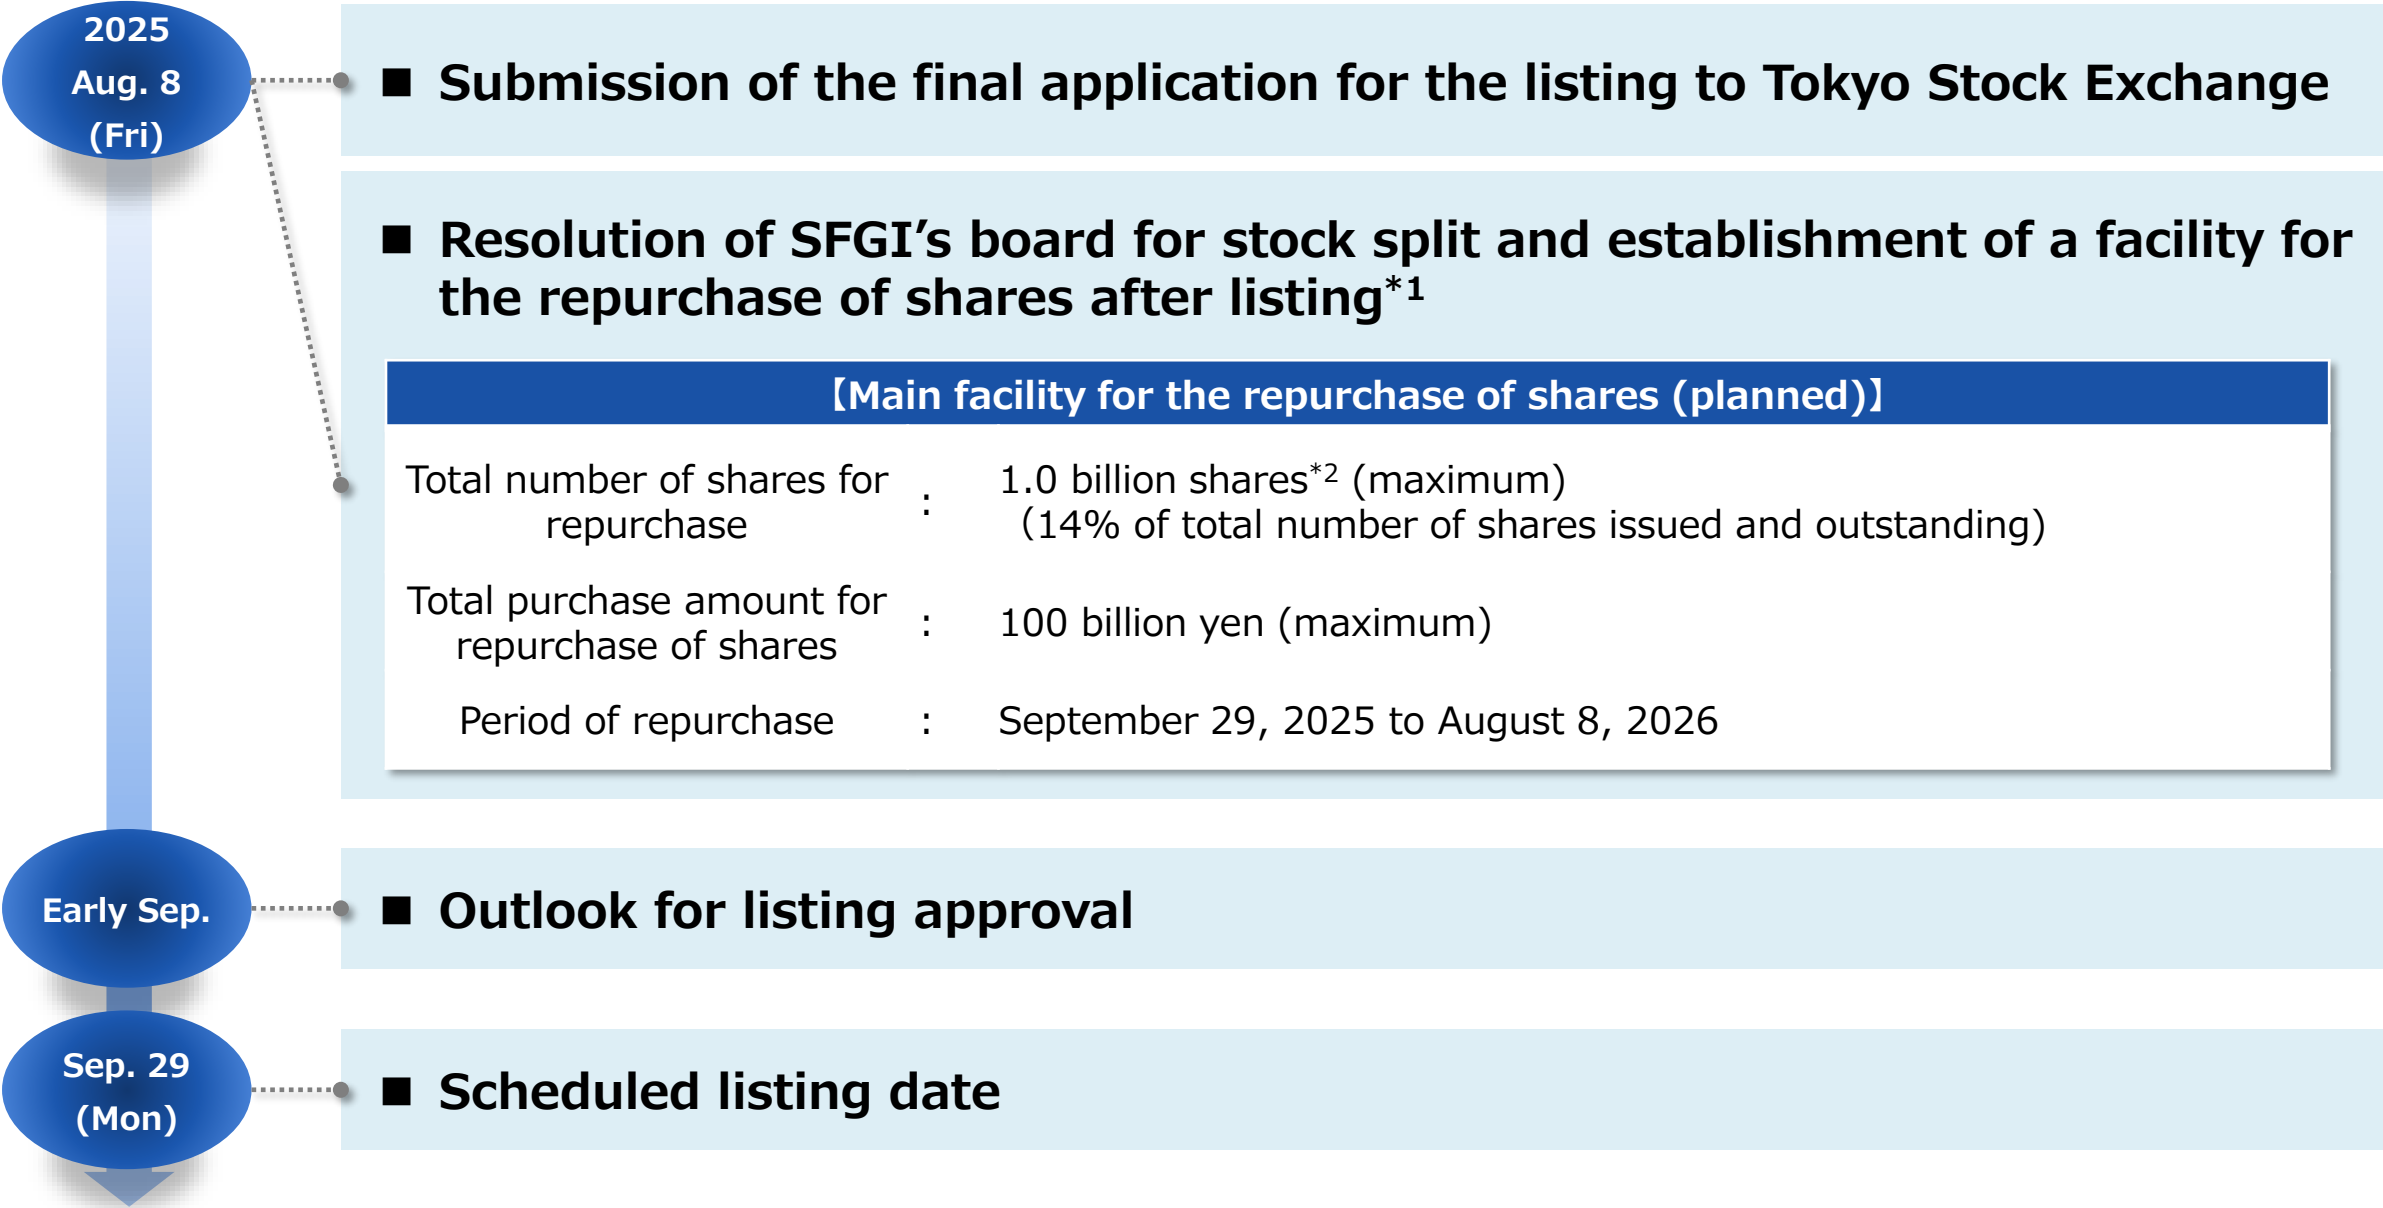 2025
Aug. 8
(Fri)
■ Submission of the final application for the listing to Tokyo Stock Exchange
■ Resolution of SFGI’s board for stock split and establishment of a facility for
the repurchase of shares after listing*1
【Main facility for the repurchase of shares (planned)】
Total number of shares for
repurchase
:
1.0 billion shares*2 (maximum)
(14% of total number of shares issued and outstanding)
Total purchase amount for
repurchase of shares
:
100 billion yen (maximum)
Period of repurchase : September 29, 2025 to August 8, 2026
Early Sep.
■ Outlook for listing approval
Sep. 29
(Mon)
■ Scheduled listing date